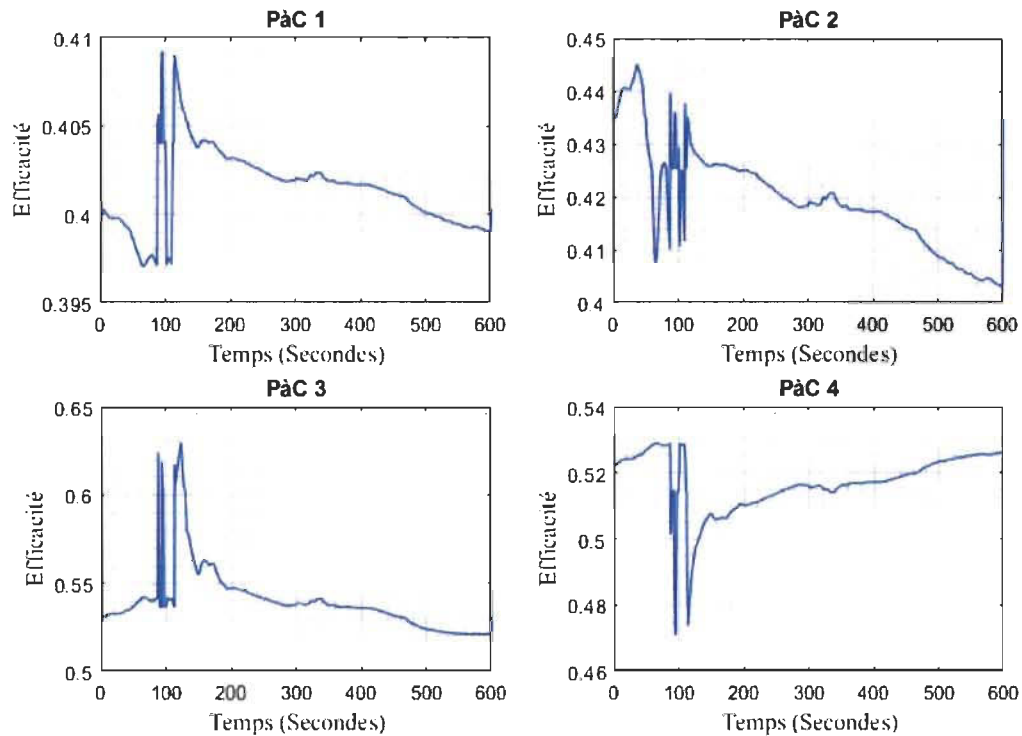 PàC 1
0.41
0.405
0.4
0.395
Efficacité
0 100 200 300 400 500 600
Temps (Secondes)
PàC 2
0.45
0.44
0.43
0.42
0.41
0.4
Efficacité
0 100 200 300 400 500 600
Temps (Secondes)
PàC 3
0.65
0.6
0.55
0.5
Efficacité
0 100 200 300 400 500 600
Temps (Secondes)
PàC 4
0.54
0.52
0.5
0.48
0.46
Efficacité
0 100 200 300 400 500 600
Temps (Secondes)